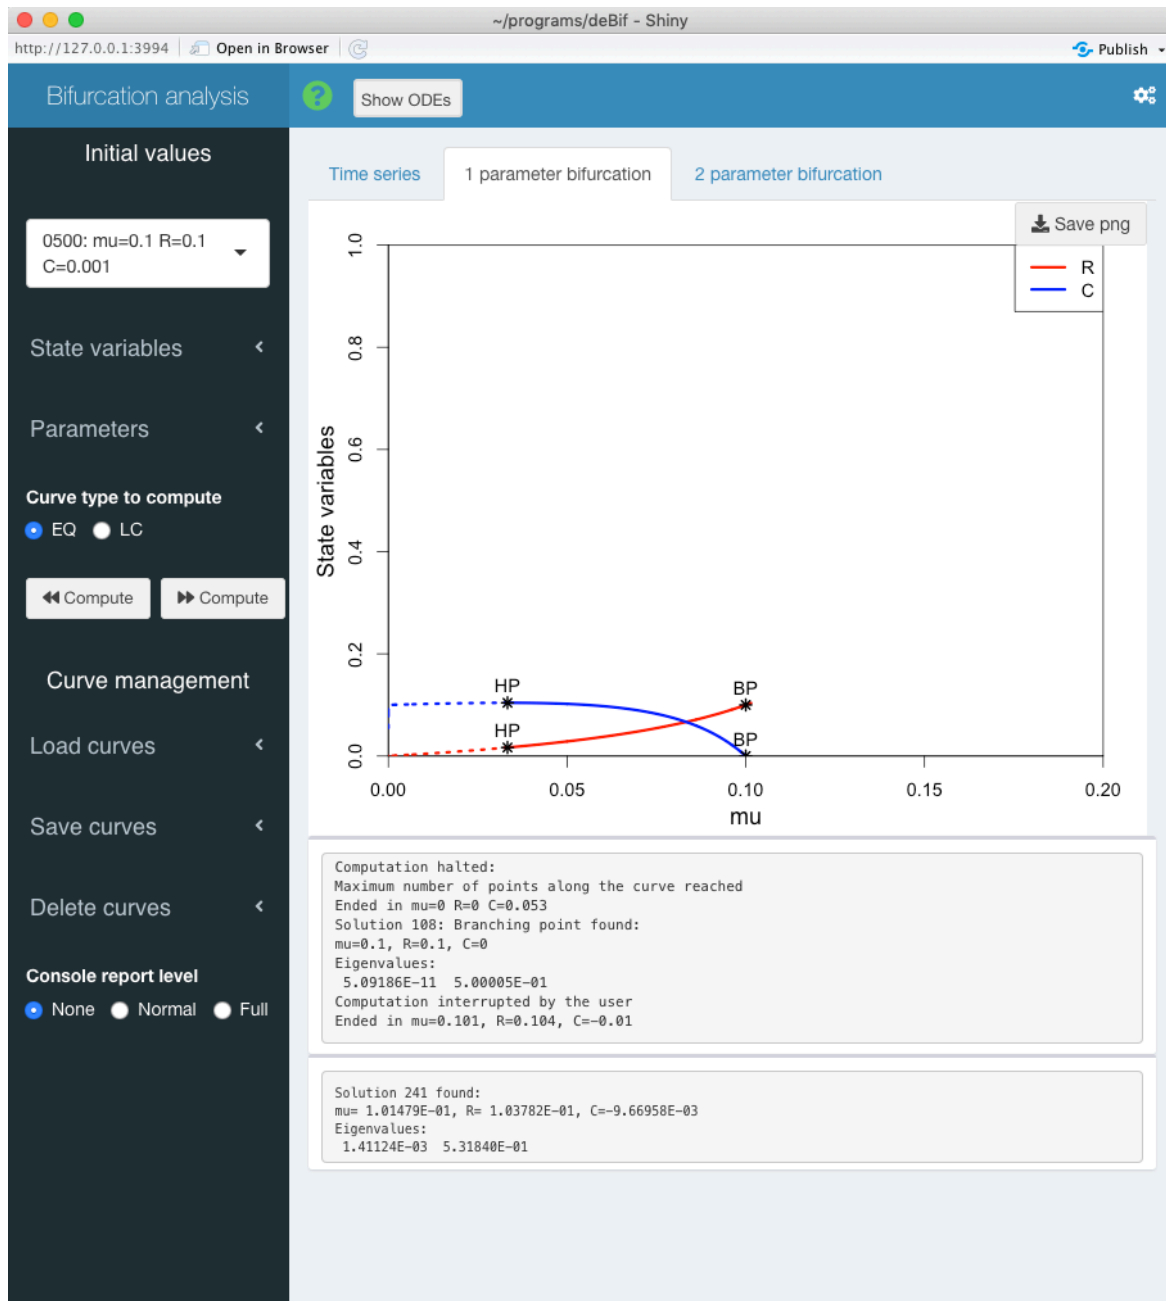 ~/programs/deBif - Shiny
http://127.0.0.1:3994 Open in Browser Publish
Bifurcation analysis
? Show ODEs
Initial values
0500: mu=0.1 R=0.1
C=0.001
State variables
Parameters
Curve type to compute
EQ LC
Compute Compute
Curve management
Load curves
Save curves
Delete curves
Console report level
None Normal Full
Time series 1 parameter bifurcation 2 parameter bifurcation
Save png
R
C
State variables
1.0
0.8
0.6
0.4
0.2
0.0
HP
HP
BP
BP
0.00 0.05 0.10 0.15 0.20
mu
Computation halted:
Maximum number of points along the curve reached
Ended in mu=0 R=0 C=0.053
Solution 108: Branching point found:
mu=0.1, R=0.1, C=0
Eigenvalues:
5.09186E-11 5.00005E-01
Computation interrupted by the user
Ended in mu=0.101, R=0.104, C=-0.01
Solution 241 found:
mu= 1.01479E-01, R= 1.03782E-01, C=-9.66958E-03
Eigenvalues:
1.41124E-03 5.31840E-01